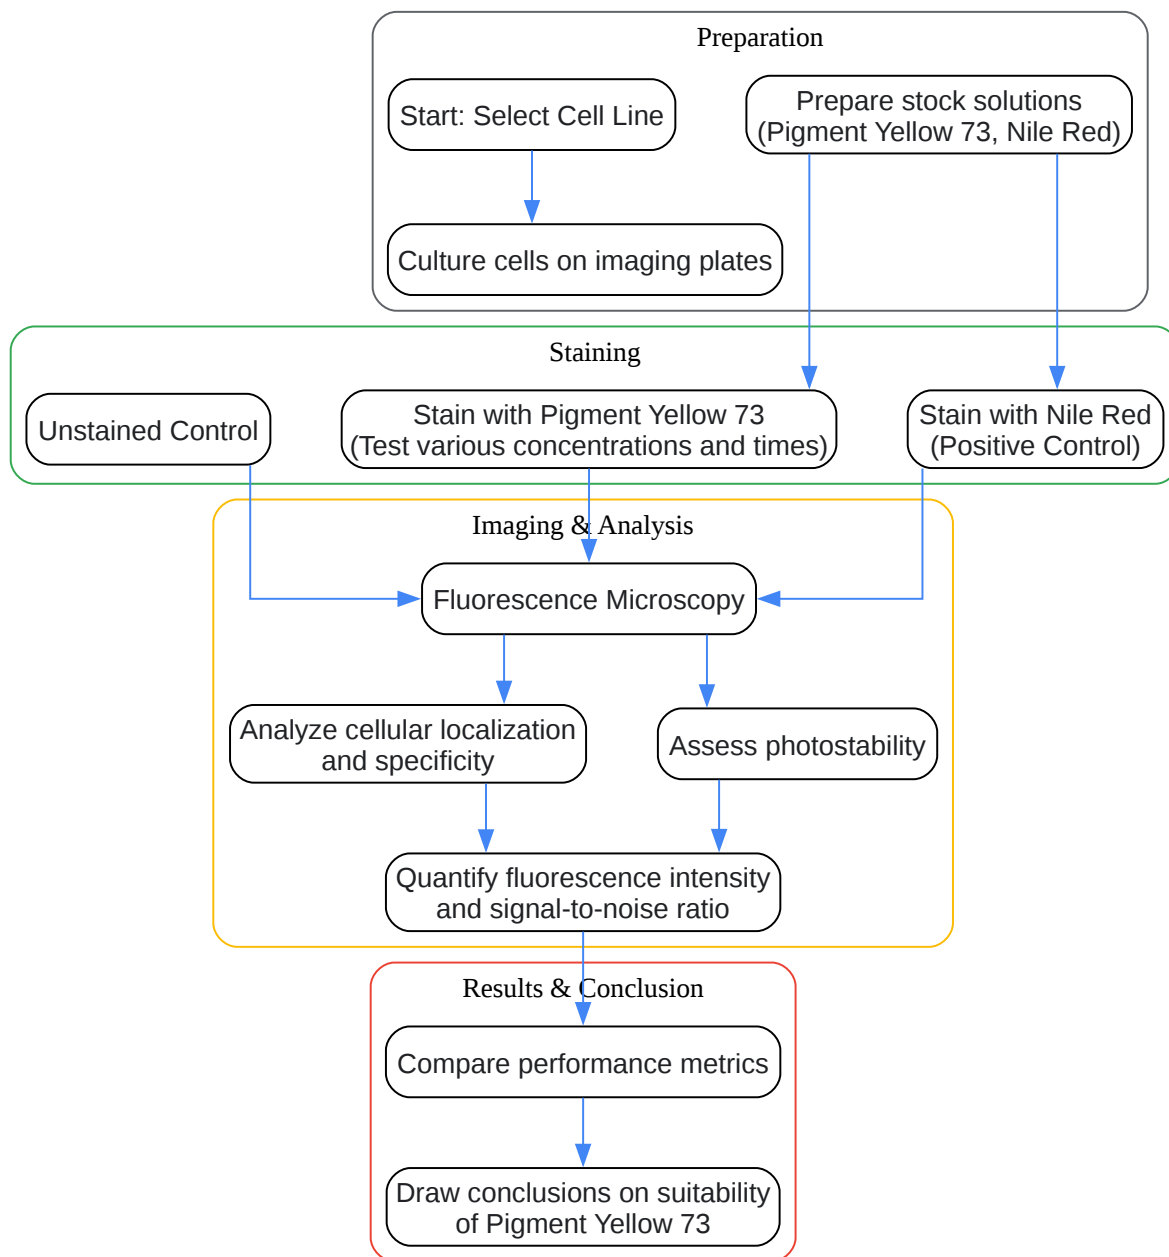 Preparation
Start: Select Cell Line
Prepare stock solutions
(Pigment Yellow 73, Nile Red)
Culture cells on imaging plates
Staining
Unstained Control
Stain with Pigment Yellow 73
(Test various concentrations and times)
Stain with Nile Red
(Positive Control)
Imaging & Analysis
Fluorescence Microscopy
Analyze cellular localization
and specificity
Assess photostability
Quantify fluorescence intensity
and signal-to-noise ratio
Results & Conclusion
Compare performance metrics
Draw conclusions on suitability
of Pigment Yellow 73